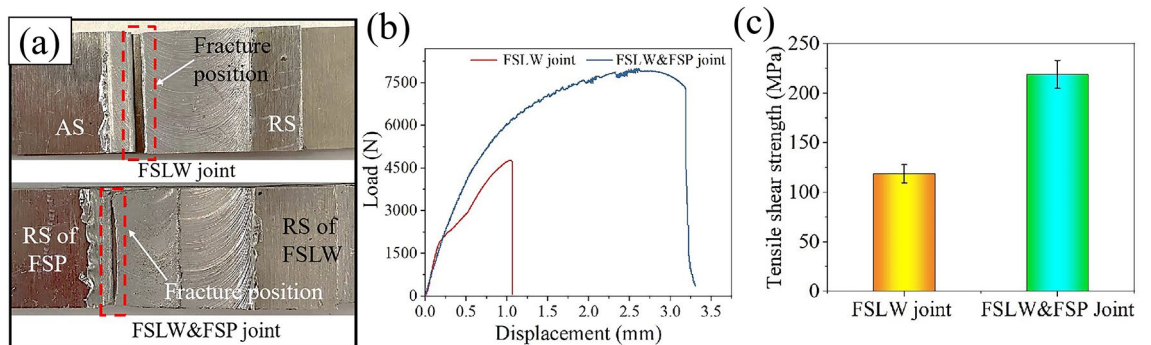 (a)
Fracture
position
AS
RS
FSLW joint
RS of
FSP
RS of
FSLW
Fracture position
FSLW&FSP joint
(b)
FSLW joint
FSLW&FSP joint
7500
6000
4500
3000
1500
0
Load (N)
0.0 0.5 1.0 1.5 2.0 2.5 3.0 3.5
Displacement (mm)
(c)
250
200
150
100
50
0
Tensile shear strength (MPa)
FSLW joint
FSLW&FSP Joint